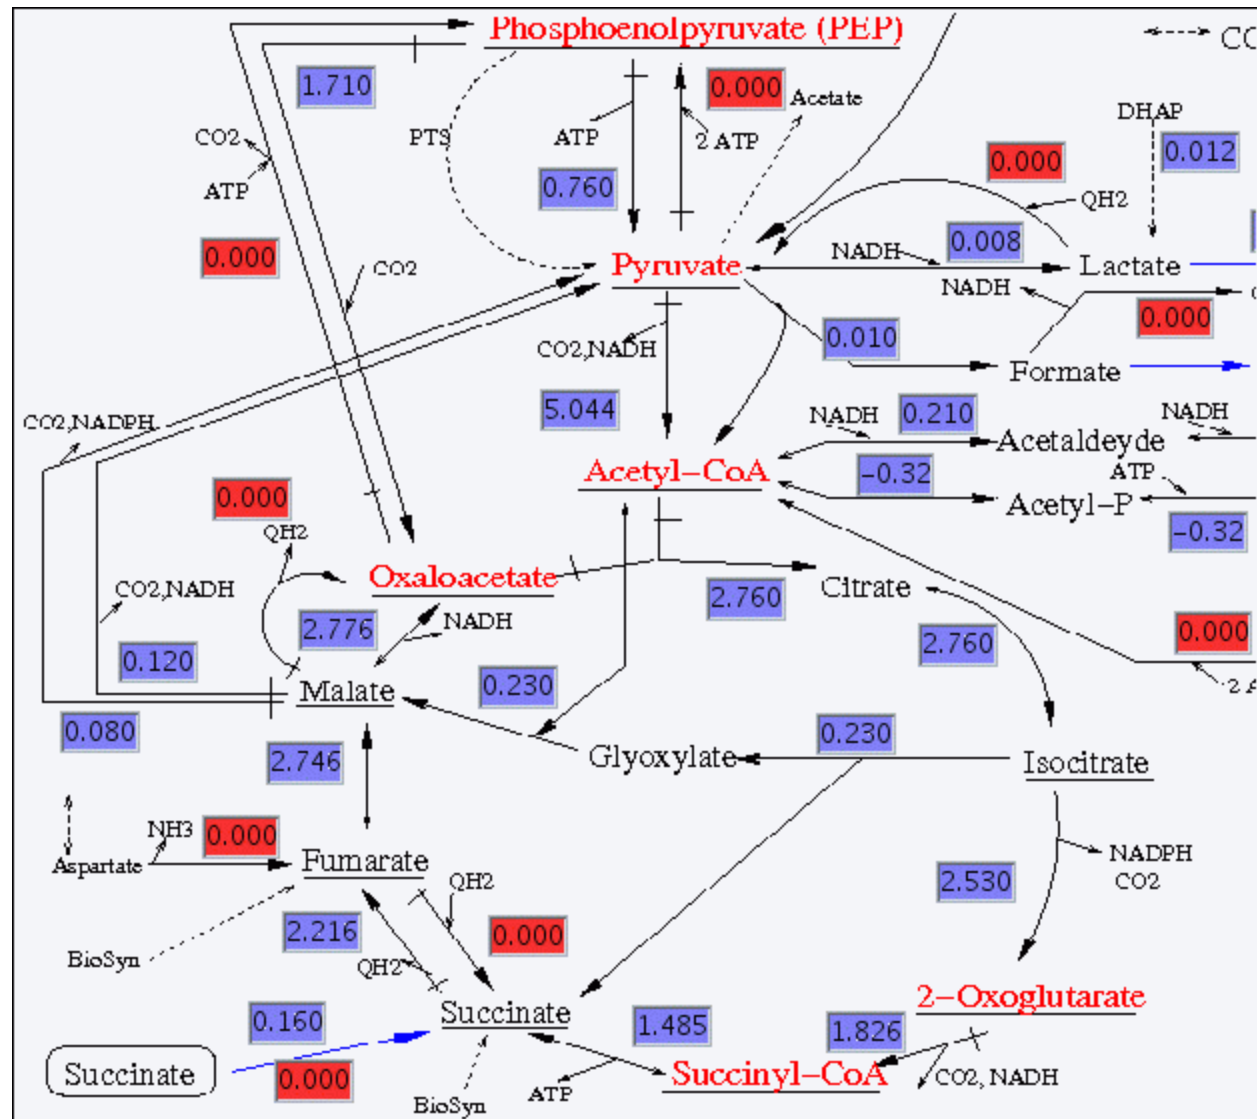 Phosphoenolpyruvate (PEP)
CO
1.710
0.000
Acetate
DHAP
CO2
PTS
ATP
2 ATP
0.012
ATP
0.760
0.000
QH2
0.000
CO2
Pyruvate
NADH
0.008
Lactate
NADH
0.000
CO2,NADH
0.010
Formate
5.044
CO2,NADPH
NADH
0.210
Acetaldeyde
NADH
Acetyl-CoA
-0.32
ATP
0.000
Acetyl-P
-0.32
QH2
Oxaloacetate
2.760
Citrate
CO2,NADH
2.776
NADH
2.760
0.000
0.120
0.230
Malate
2 A
0.080
2.746
Glyoxylate
0.230
Isocitrate
NH3
0.000
Aspartate
Fumarate
QH2
NADPH
CO2
2.530
2.216
0.000
BioSyn
QH2
2-Oxoglutarate
0.160
Succinate
1.485
1.826
Succinate
0.000
Succinyl-CoA
CO2, NADH
ATP
BioSyn